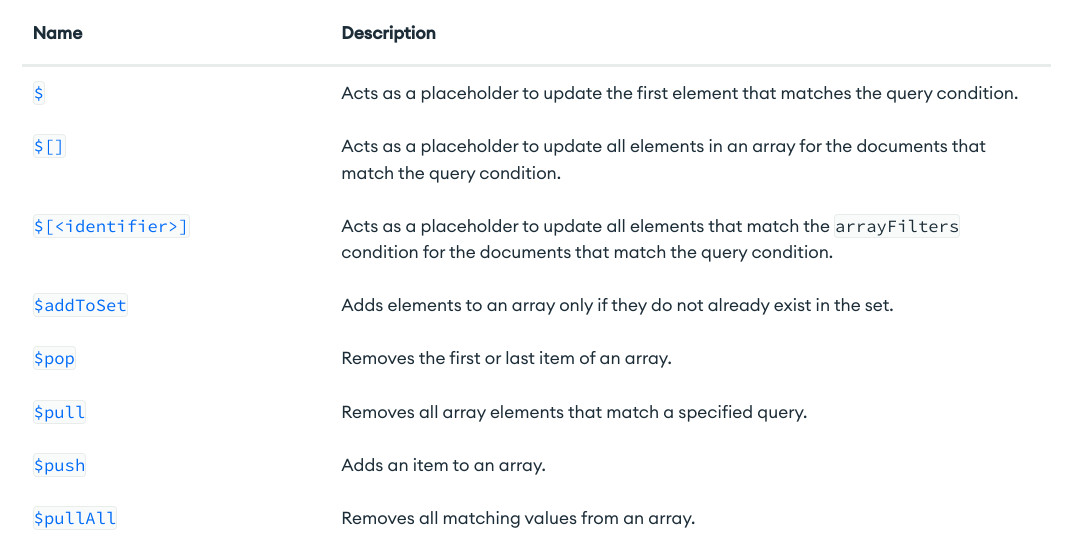 Name Description
$ Acts as a placeholder to update the first element that matches the query condition.
$[] Acts as a placeholder to update all elements in an array for the documents that
match the query condition.
$[<identifier>] Acts as a placeholder to update all elements that match the arrayFilters
condition for the documents that match the query condition.
$addToSet Adds elements to an array only if they do not already exist in the set.
$pop Removes the first or last item of an array.
$pull Removes all array elements that match a specified query.
$push Adds an item to an array.
$pullAll Removes all matching values from an array.